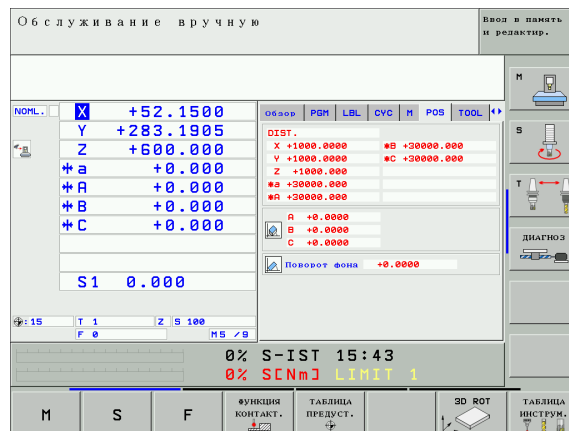 Обслуживание вручную
Ввод в память
и редактир.
NOML.
X +52.1500
Y +283.1905
Z +600.000
a +0.000
A +0.000
B +0.000
C +0.000
S1 0.000
:15 T 1 Z S 100
F 0 M5 /9
Обзор PGM LBL CYC M POS TOOL
DIST.
X +1000.0000 *B +30000.000
Y +1000.0000 *C +30000.000
Z +1000.000
*a +30000.000
*A +30000.000
A +0.0000
B +0.0000
C +0.0000
Поворот фона +0.0000
M
S
T
ДИАГНОЗ
0% S-IST 15:43
0% S[Nm] LIMIT 1
M
S
F
ФУНКЦИЯ
КОНТАКТ.
ТАБЛИЦА
ПРЕДУСТ.
3D ROT
ТАБЛИЦА
ИНСТРУМ.